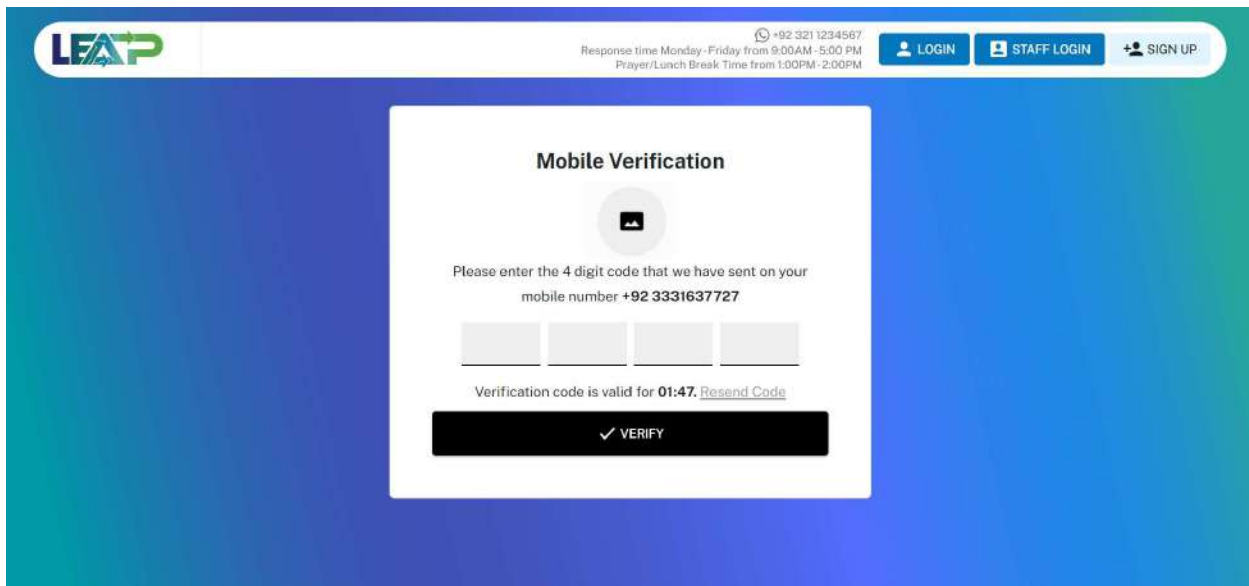 LEAP
+92 321 1234567
Response time Monday-Friday from 9:00AM-5:00 PM
Prayer/Lunch Break Time from 1:00PM-2:00PM
LOGIN
STAFF LOGIN
SIGN UP
Mobile Verification
Please enter the 4 digit code that we have sent on your
mobile number +92 3331637727
Verification code is valid for 01:47. Resend Code
VERIFY